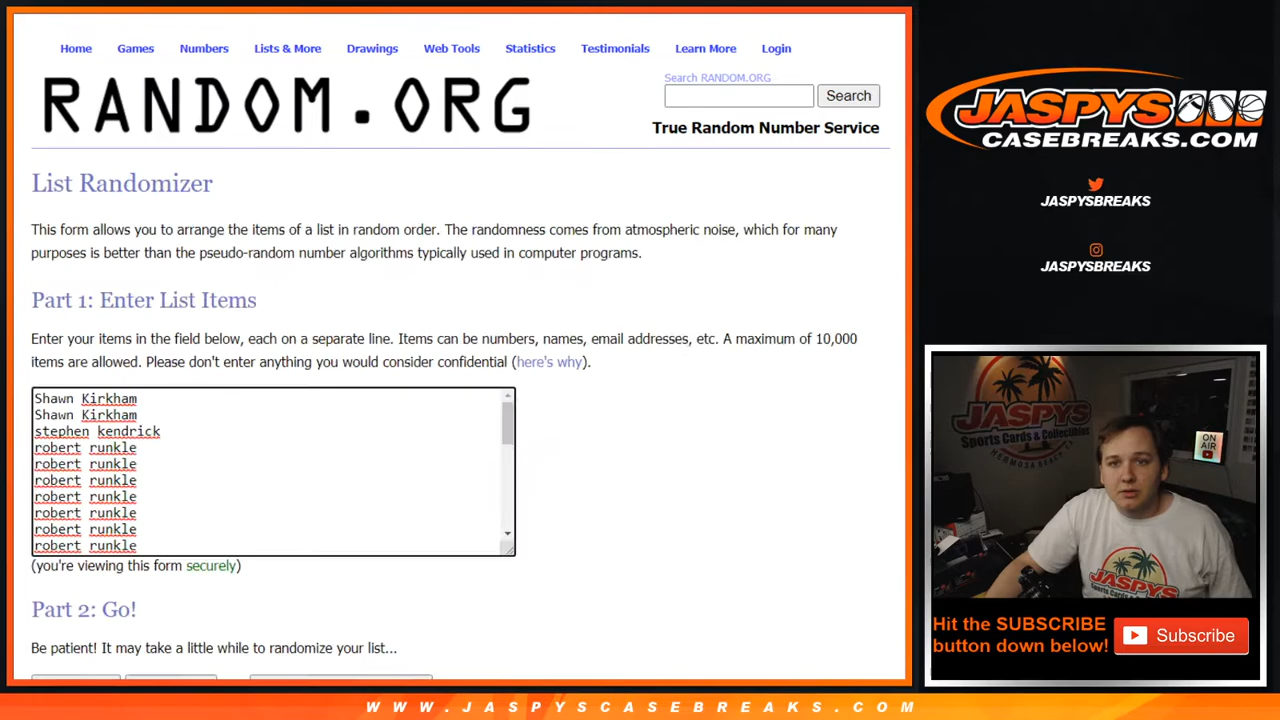 Home Games Numbers Lists & More Drawings Web Tools Statistics Testimonials Learn More Login
RANDOM.ORG
Search RANDOM.ORG
Search
True Random Number Service
List Randomizer
This form allows you to arrange the items of a list in random order. The randomness comes from atmospheric noise, which for many
purposes is better than the pseudo-random number algorithms typically used in computer programs.
Part 1: Enter List Items
Enter your items in the field below, each on a separate line. Items can be numbers, names, email addresses, etc. A maximum of 10,000
items are allowed. Please don't enter anything you would consider confidential (here's why).
Shawn Kirkham
Shawn Kirkham
stephen kendrick
robert runkle
robert runkle
robert runkle
robert runkle
robert runkle
robert runkle
robert runkle
(you're viewing this form securely)
Part 2: Go!
Be patient! It may take a little while to randomize your list...
JASPYS
CASEBREAKS.COM
JASPYSBREAKS
JASPYSBREAKS
JASPYS
Sports Cards & Collectibles
HERMOSA BEACH, CA
ON
AIR
JASPYS
Hit the SUBSCRIBE
button down below!
Subscribe
WWW.JASPYSCASEBREAKS.COM